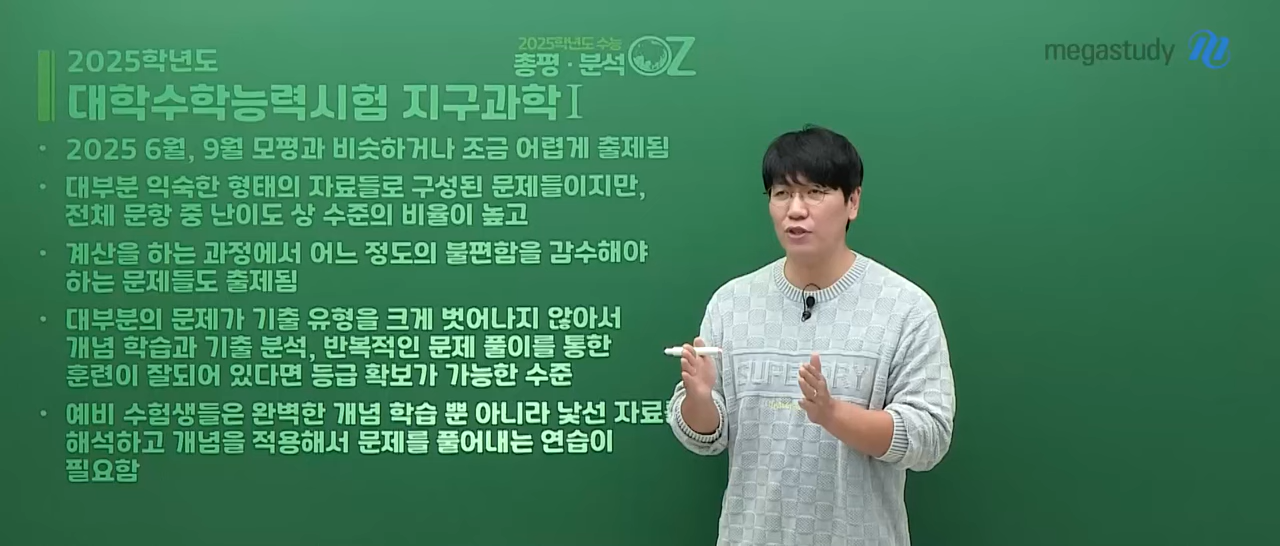 2025학년도
대학수학능력시험 지구과학I
2025학년도 수능
총평·분석 OZ
megastudy
• 2025 6월, 9월 모평과 비슷하거나 조금 어렵게 출제됨
• 대부분 익숙한 형태의 자료들로 구성된 문제들이지만,
전체 문항 중 난이도 상 수준의 비율이 높고
• 계산을 하는 과정에서 어느 정도의 불편함을 감수해야
하는 문제들도 출제됨
• 대부분의 문제가 기출 유형을 크게 벗어나지 않아서
개념 학습과 기출 분석, 반복적인 문제 풀이를 통한
훈련이 잘되어 있다면 등급 확보가 가능한 수준
• 예비 수험생들은 완벽한 개념 학습 뿐 아니라 낯선 자료
해석하고 개념을 적용해서 문제를 풀어내는 연습이
필요함
SUPERDRY